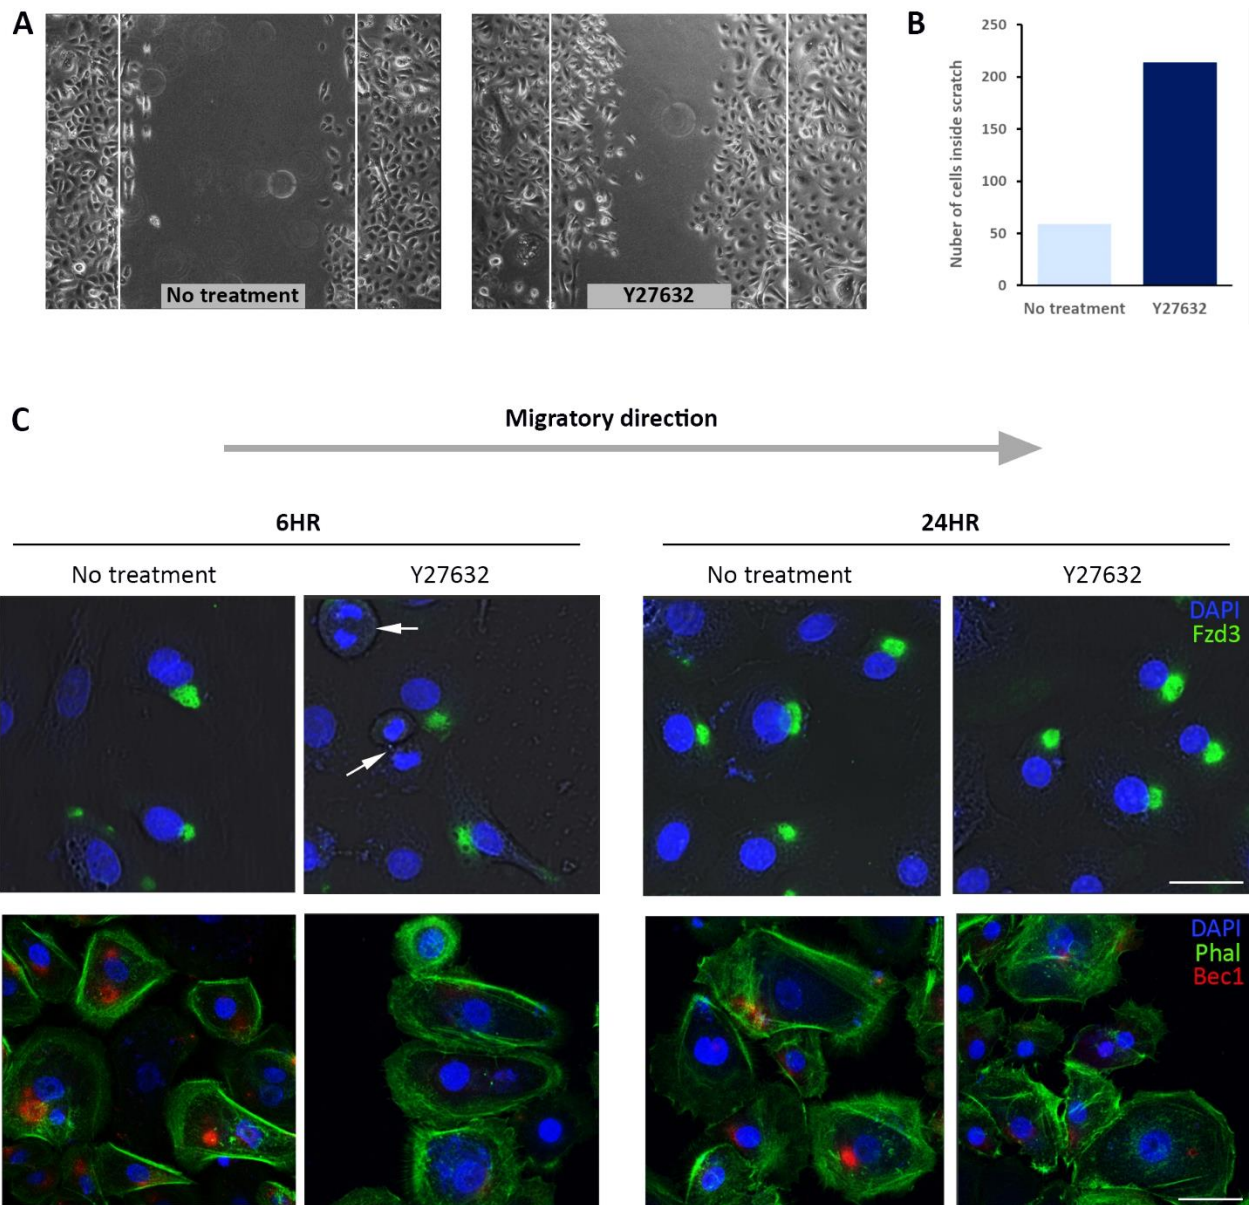 A
No treatment
Y27632
B
Nuber of cells inside scratch
250
200
150
100
50
0
No treatment
Y27632
C
Migratory direction
6HR
24HR
No treatment
Y27632
No treatment
Y27632
DAPI
Fzd3
DAPI
Phal
Bec1